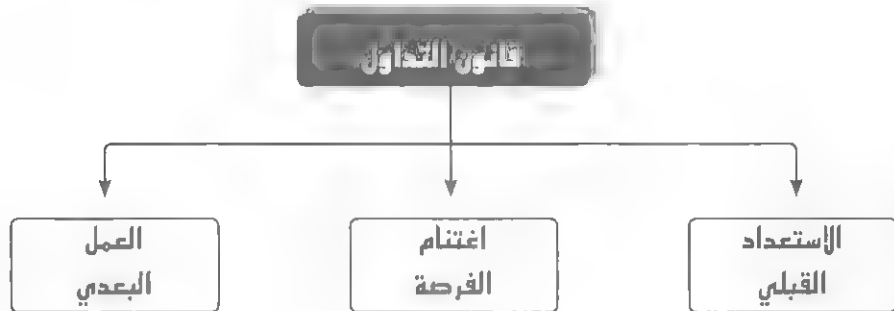 قانون التداول
الاستعداد
القبلي
اغتنام
الفرصة
العمل
البعدي